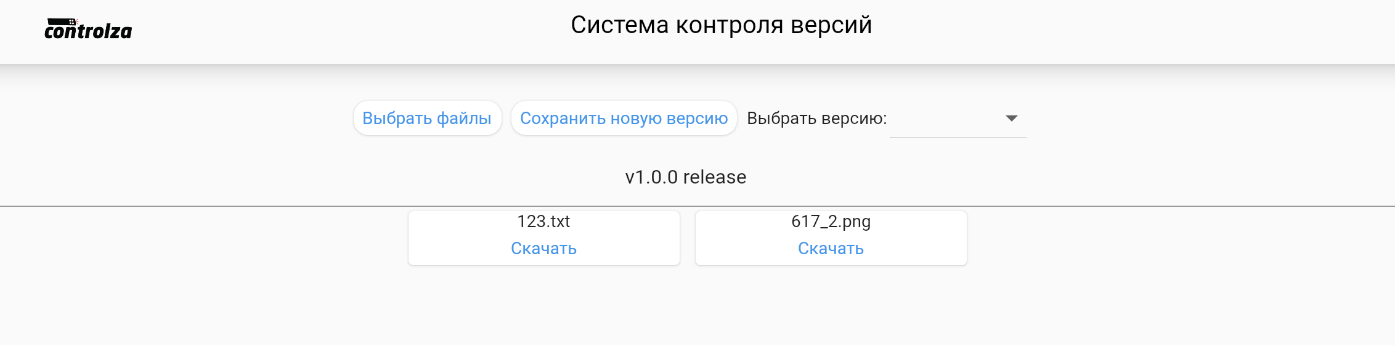 controlza
Система контроля версий
Выбрать файлы Сохранить новую версию Выбрать версию:
v1.0.0 release
123.txt 617_2.png
Скачать Скачать